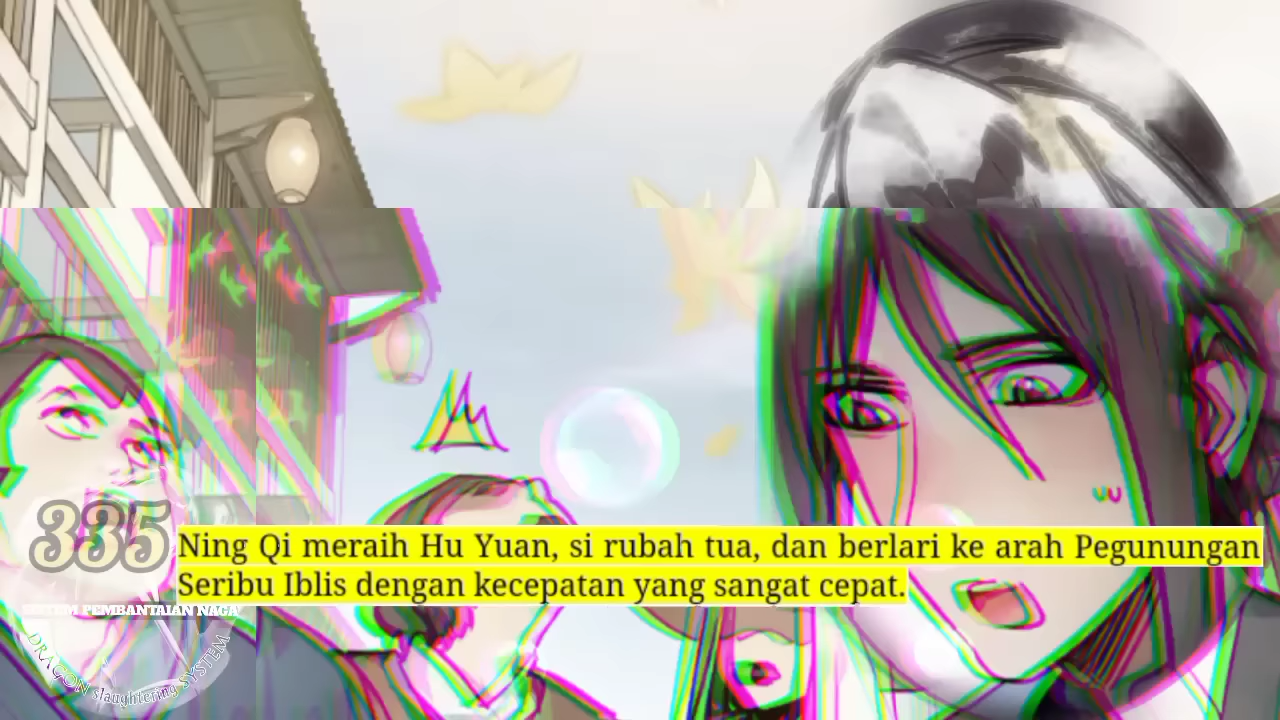 335
Ning Qi meraih Hu Yuan, si rubah tua, dan berlari ke arah Pegunungan
Seribu Iblis dengan kecepatan yang sangat cepat.
SISTEM PEMBANTAIAN NAGA
DRAGON slaughtering SYSTEM